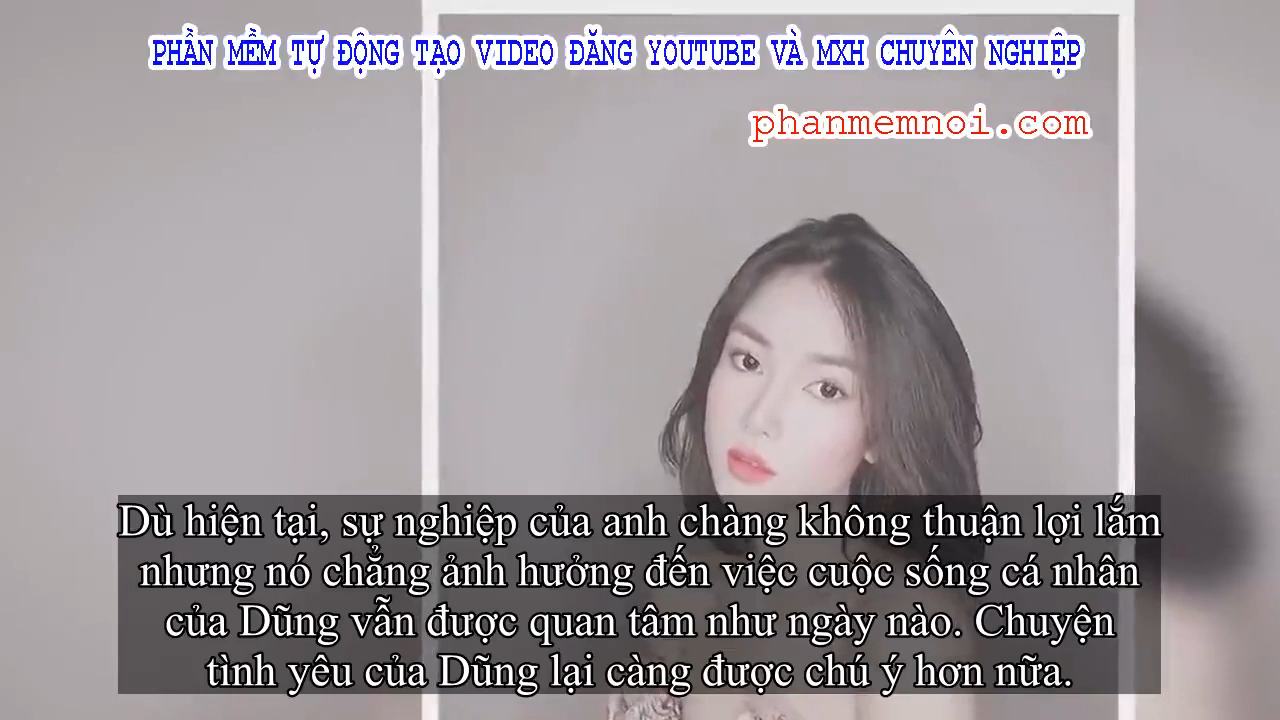 PHẦN MỀM TỰ ĐỘNG TẠO VIDEO ĐĂNG YOUTUBE VÀ MXH CHUYÊN NGHIỆP
phanmemnoi.com
Dù hiện tại, sự nghiệp của anh chàng không thuận lợi lắm
nhưng nó chẳng ảnh hưởng đến việc cuộc sống cá nhân
của Dũng vẫn được quan tâm như ngày nào. Chuyện
tình yêu của Dũng lại càng được chú ý hơn nữa.